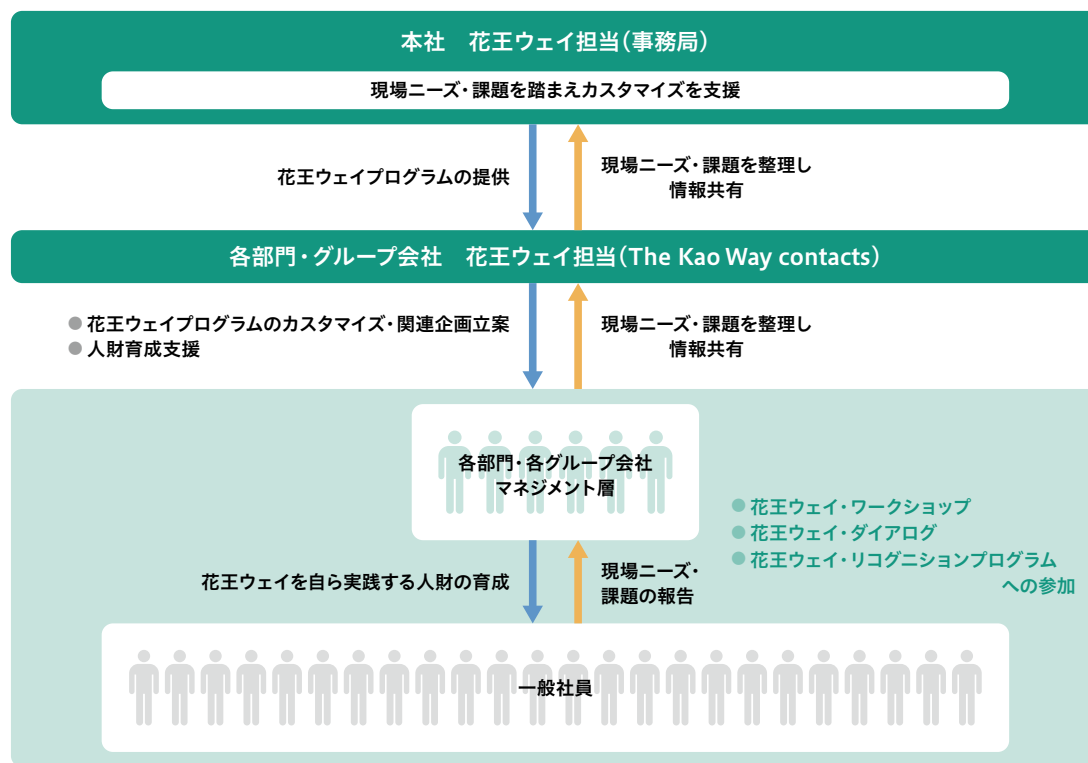 本社　花王ウェイ担当（事務局）
現場ニーズ・課題を踏まえカスタマイズを支援
花王ウェイプログラムの提供
現場ニーズ・課題を整理し
情報共有
各部門・グループ会社　花王ウェイ担当（The Kao Way contacts）
● 花王ウェイプログラムのカスタマイズ・関連企画立案
● 人財育成支援
現場ニーズ・課題を整理し
情報共有
各部門・各グループ会社
マネジメント層
● 花王ウェイ・ワークショップ
● 花王ウェイ・ダイアログ
● 花王ウェイ・リコグニションプログラム
への参加
花王ウェイを自ら実践する人財の育成
現場ニーズ・
課題の報告
一般社員